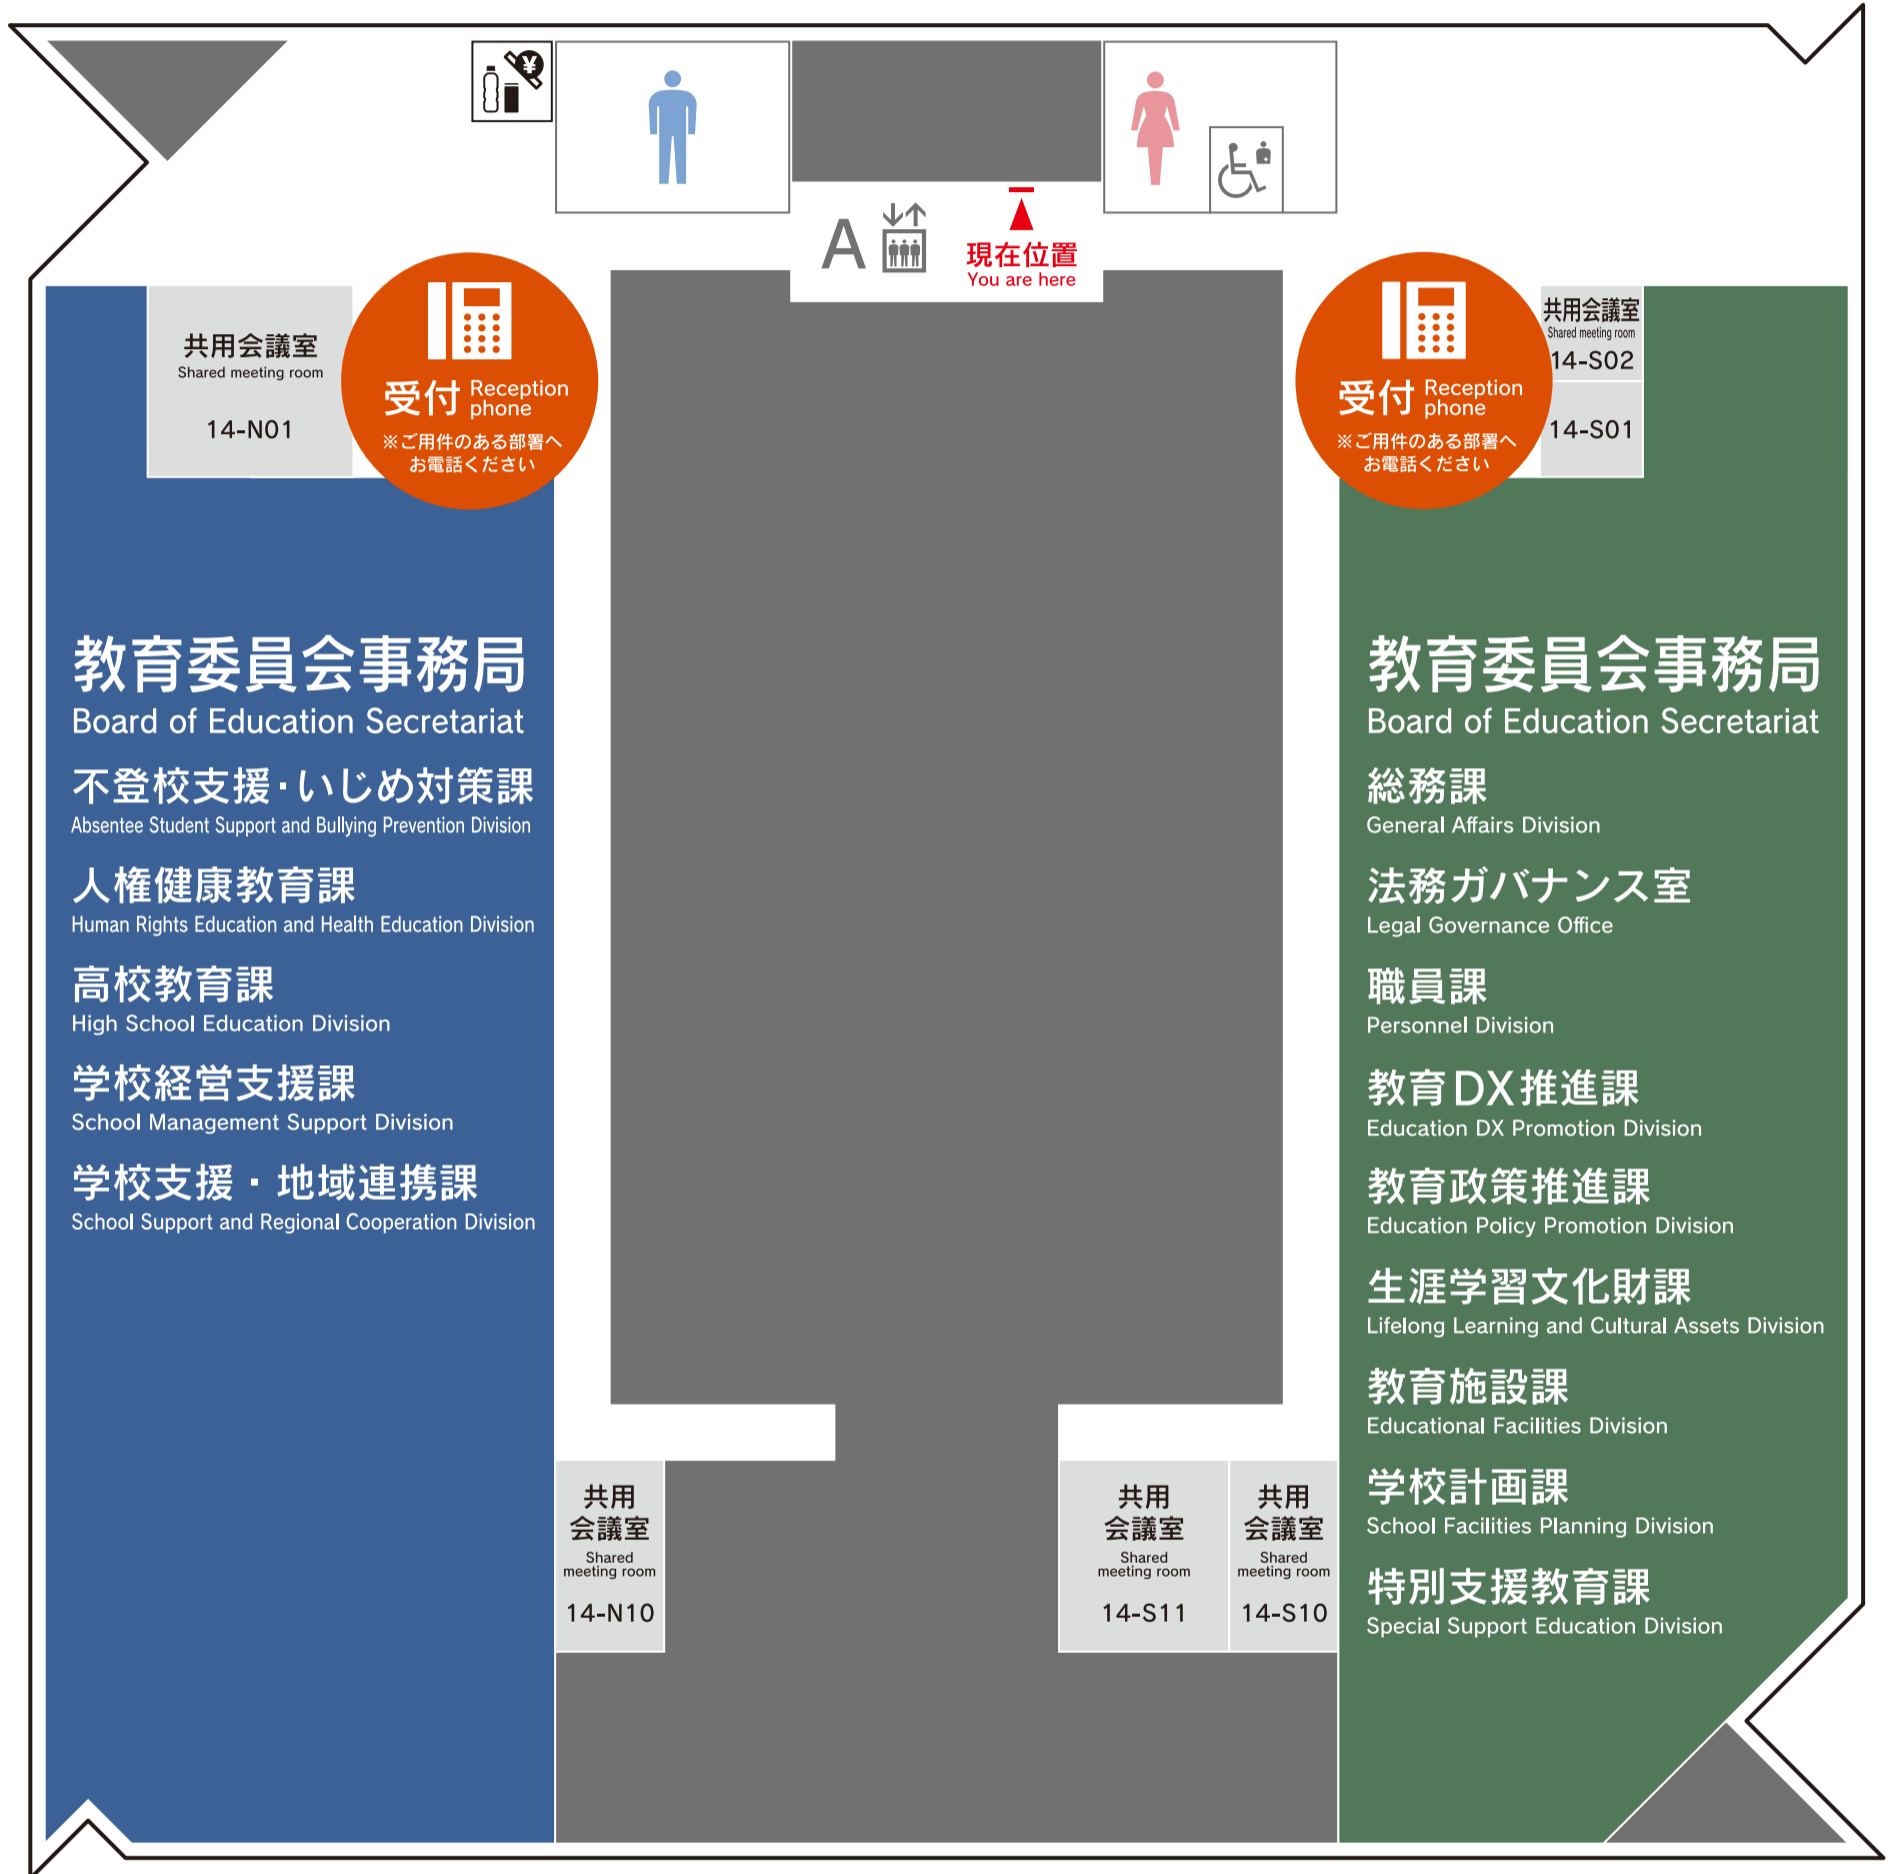 ¥
A
現在位置
You are here
共用会議室
Shared meeting room
14-N01
受付 Reception phone
※ご用件のある部署へ
お電話ください
受付 Reception phone
※ご用件のある部署へ
お電話ください
共用会議室
Shared meeting room
14-S02
14-S01
教育委員会事務局
Board of Education Secretariat
不登校支援・いじめ対策課
Absentee Student Support and Bullying Prevention Division
人権健康教育課
Human Rights Education and Health Education Division
高校教育課
High School Education Division
学校経営支援課
School Management Support Division
学校支援・地域連携課
School Support and Regional Cooperation Division
教育委員会事務局
Board of Education Secretariat
総務課
General Affairs Division
法務ガバナンス室
Legal Governance Office
職員課
Personnel Division
教育DX推進課
Education DX Promotion Division
教育政策推進課
Education Policy Promotion Division
生涯学習文化財課
Lifelong Learning and Cultural Assets Division
教育施設課
Educational Facilities Division
学校計画課
School Facilities Planning Division
特別支援教育課
Special Support Education Division
共用
会議室
Shared
meeting room
14-N10
共用
会議室
Shared
meeting room
14-S11
共用
会議室
Shared
meeting room
14-S10